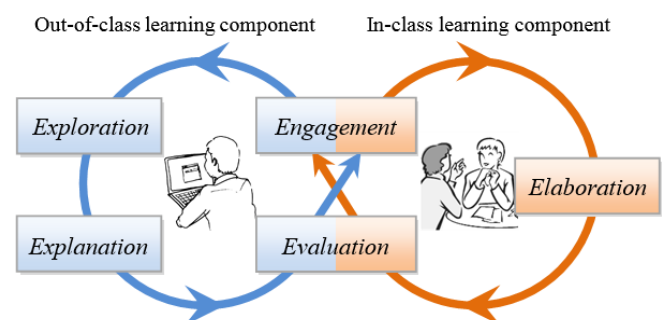 Out-of-class learning component
In-class learning component
Exploration
Engagement
Elaboration
Explanation
Evaluation